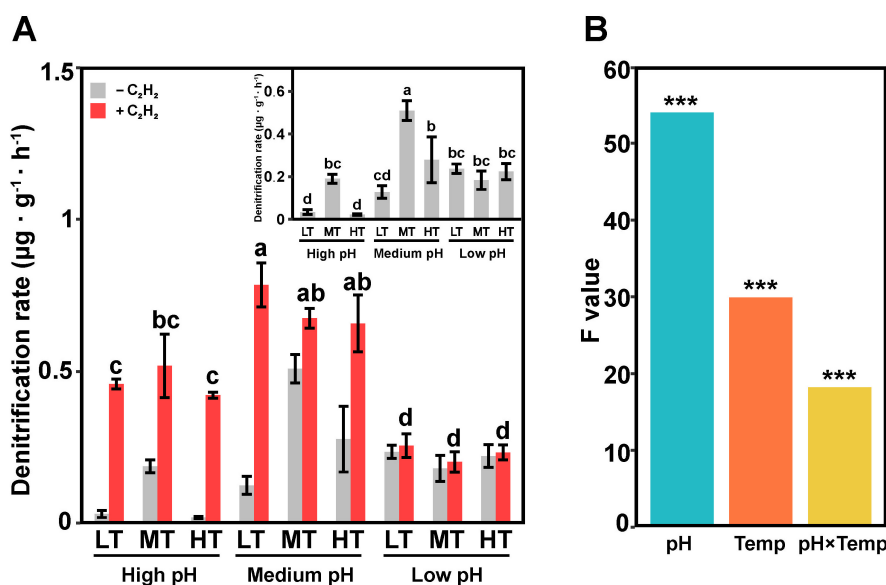 A
Denitrification rate (µg · g⁻¹ · h⁻¹)
1.5
1
0.5
0
− C₂H₂
+ C₂H₂
c
bc
c
a
ab
ab
d
d
d
LT MT HT LT MT HT LT MT HT
High pH Medium pH Low pH
Denitrification rate (µg · g⁻¹ · h⁻¹)
0.6
0.4
0.2
0
d
bc
d
cd
a
b
bc
bc
bc
LT MT HT LT MT HT LT MT HT
High pH Medium pH Low pH
B
F value
60
50
40
30
20
10
0
***
***
***
pH Temp pH×Temp